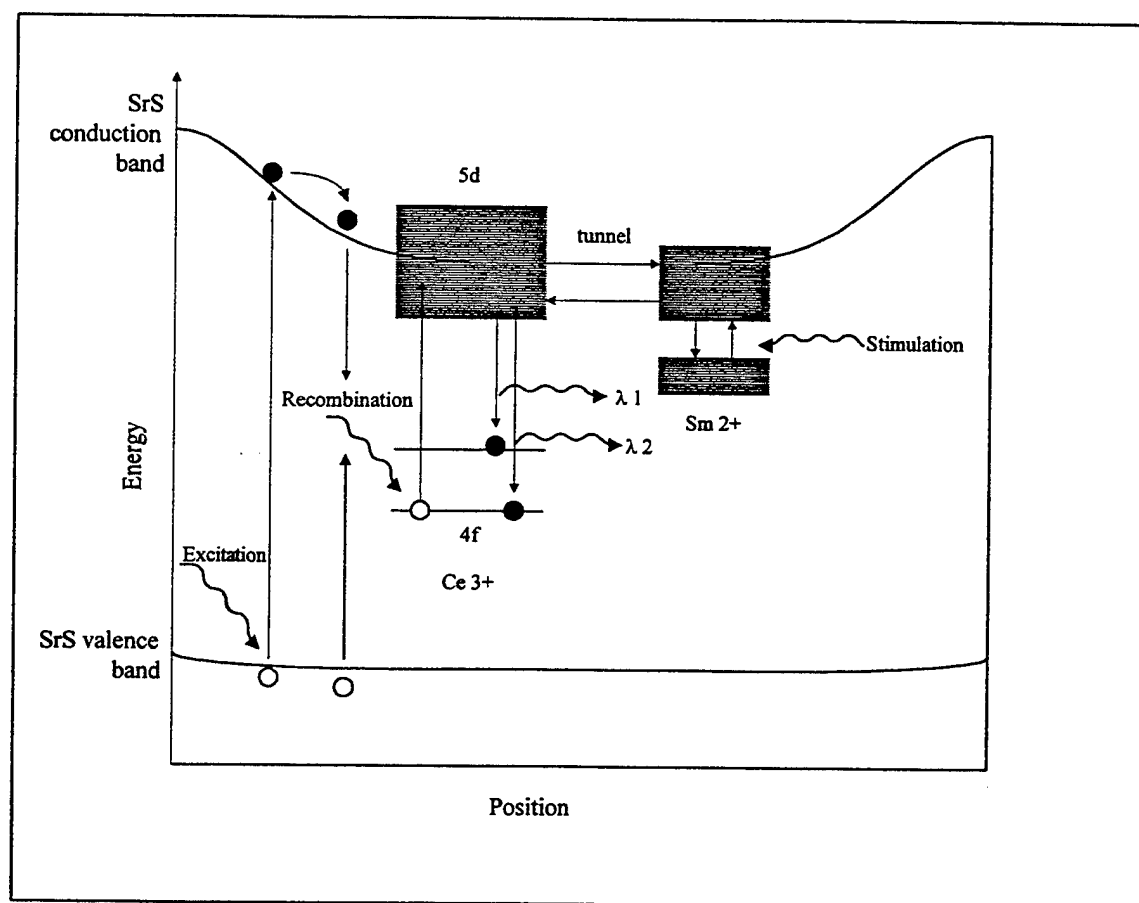 SrS
conduction
band
5d
tunnel
Stimulation
Recombination
λ 1
Sm 2+
λ 2
Energy
4f
Excitation
Ce 3+
SrS valence
band
Position